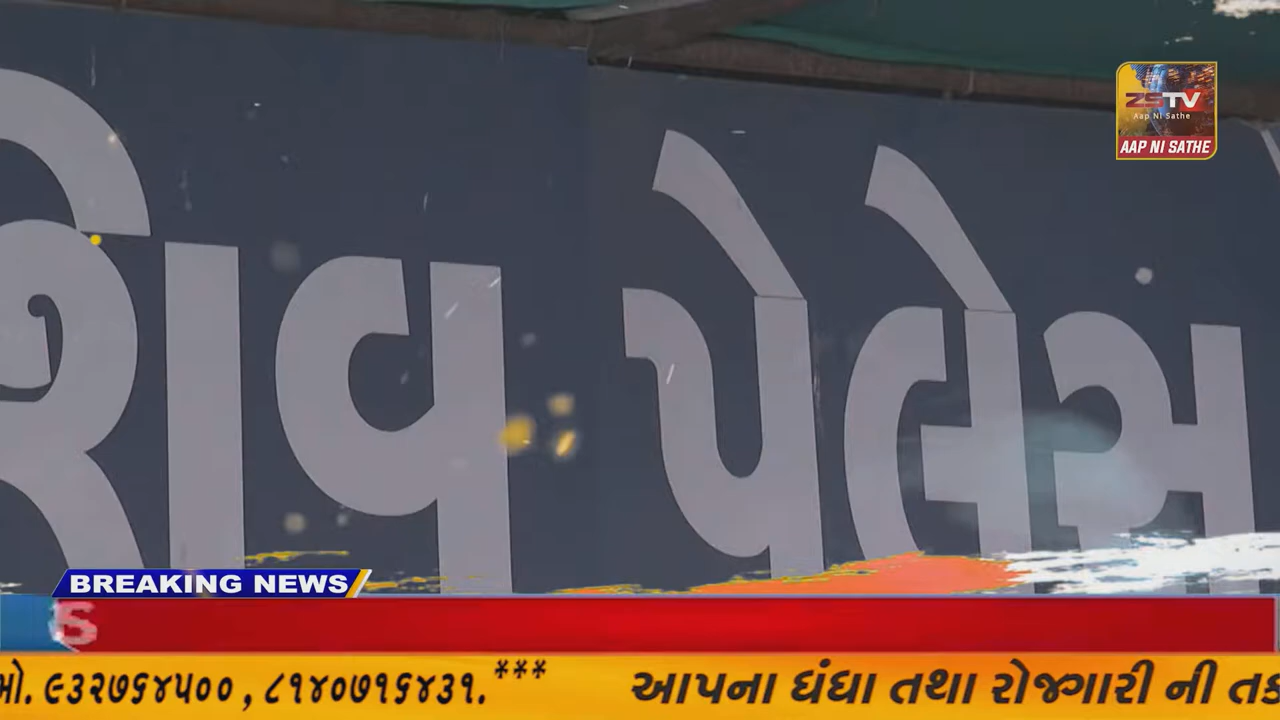 શિવ પેલેસ
ZSTV
Aap Ni Sathe
AAP NI SATHE
BREAKING NEWS
S
મો. ૯૩૨૭૬૪૫૦૦, ૮૧૪૦૭૧૬૪૩૧.*** આપના ધંધા તથા રોજગારી ની તક